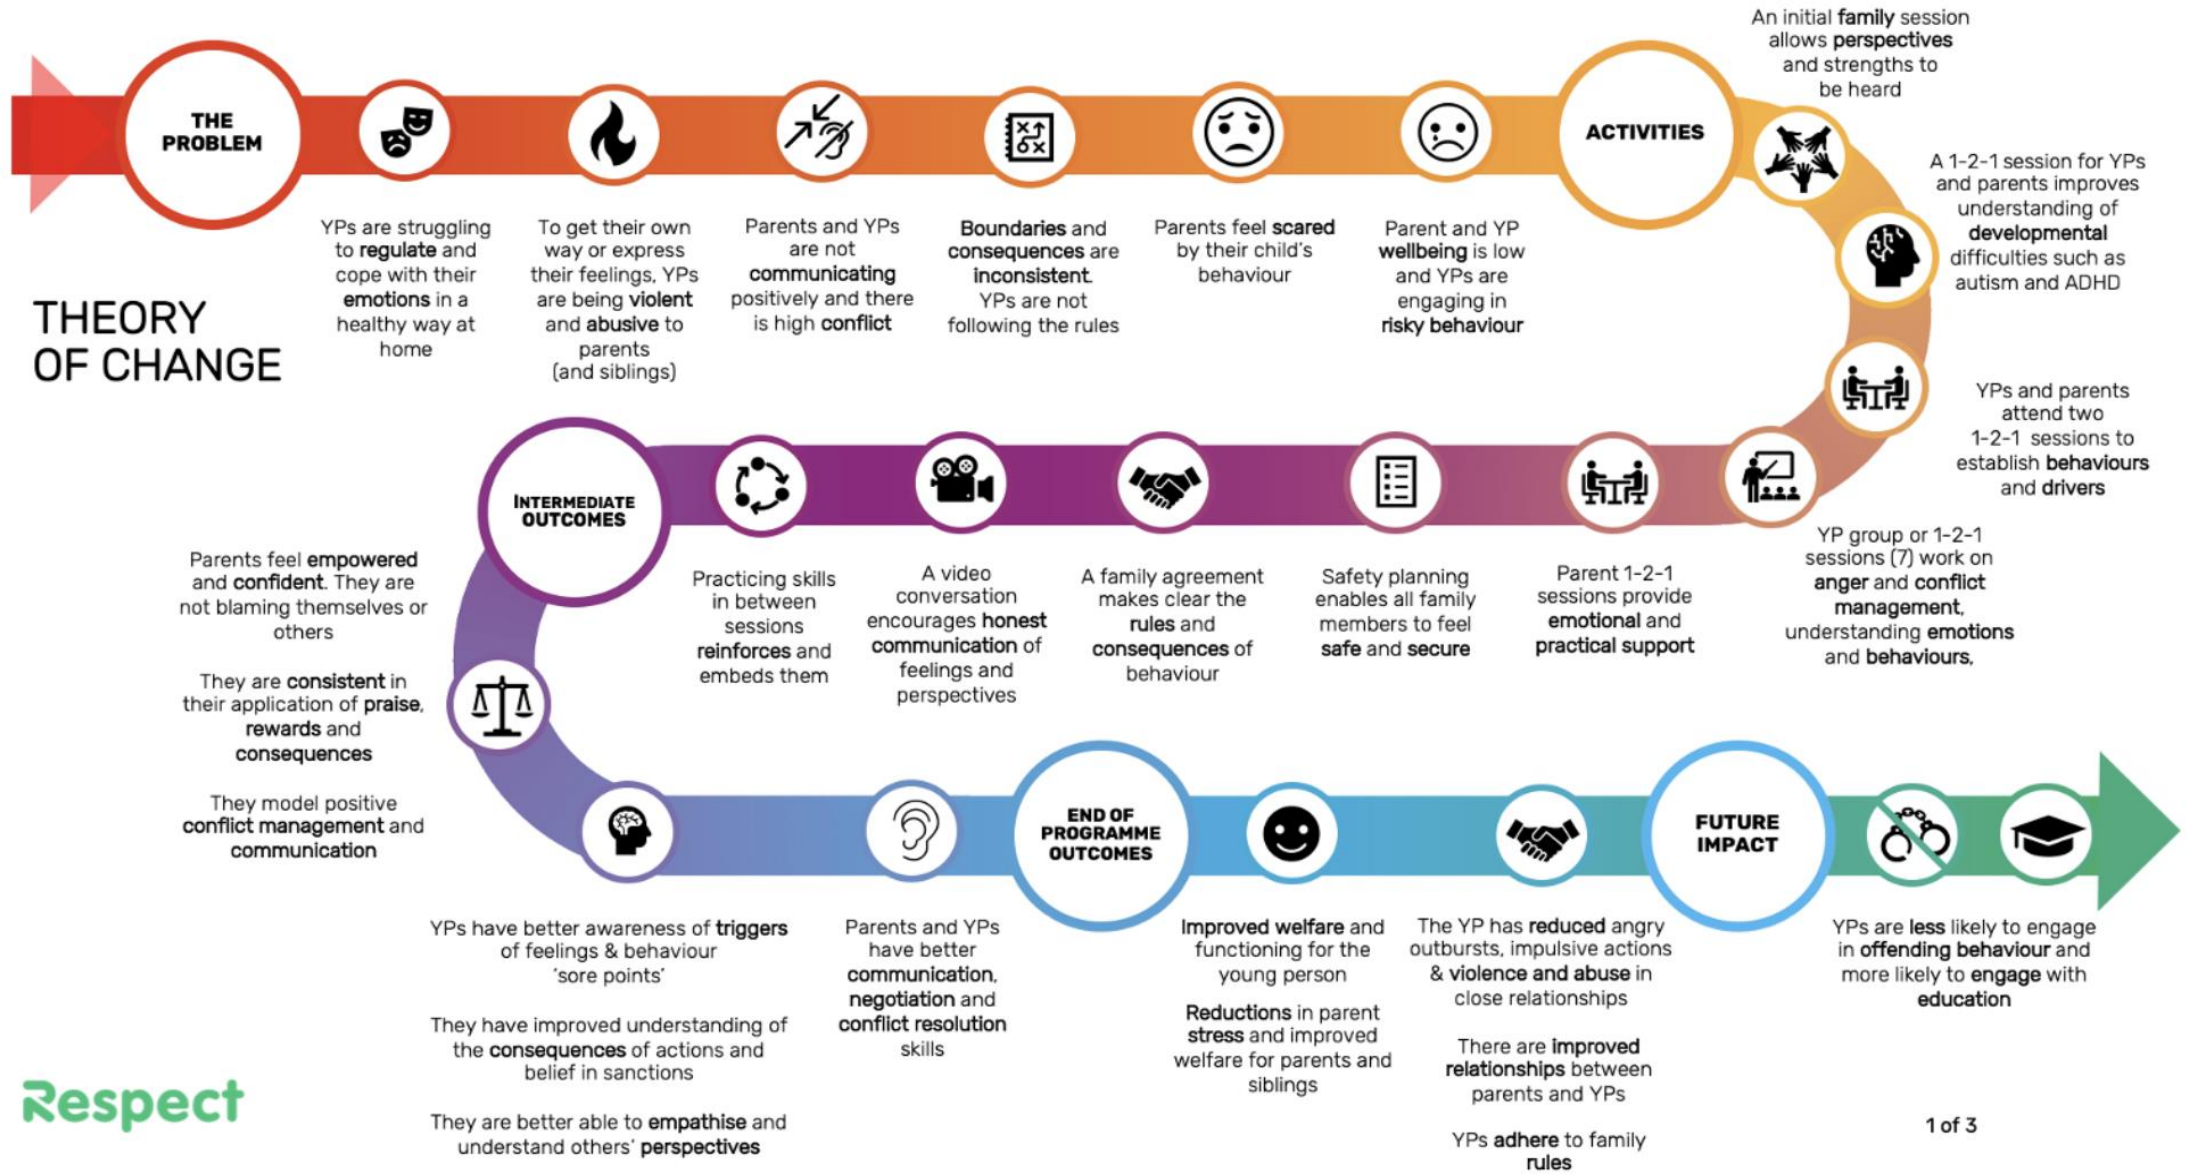 THE
PROBLEM
YPs are struggling
to regulate and
cope with their
emotions in a
healthy way at
home
To get their own
way or express
their feelings, YPs
are being violent
and abusive to
parents
(and siblings)
Parents and YPs
are not
communicating
positively and there
is high conflict
Boundaries and
consequences are
inconsistent.
YPs are not
following the rules
Parents feel scared
by their child's
behaviour
Parent and YP
wellbeing is low
and YPs are
engaging in
risky behaviour
ACTIVITIES
An initial family session
allows perspectives
and strengths to
be heard
A 1-2-1 session for YPs
and parents improves
understanding of
developmental
difficulties such as
autism and ADHD
THEORY
OF CHANGE
YPs and parents
attend two
1-2-1 sessions to
establish behaviours
and drivers
YP group or 1-2-1
sessions (7) work on
anger and conflict
management,
understanding emotions
and behaviours,
Parent 1-2-1
sessions provide
emotional and
practical support
Safety planning
enables all family
members to feel
safe and secure
A family agreement
makes clear the
rules and
consequences of
behaviour
A video
conversation
encourages honest
communication of
feelings and
perspectives
Practicing skills
in between
sessions
reinforces and
embeds them
INTERMEDIATE
OUTCOMES
Parents feel empowered
and confident. They are
not blaming themselves or
others
They are consistent in
their application of praise,
rewards and
consequences
They model positive
conflict management and
communication
YPs have better awareness of triggers
of feelings & behaviour
'sore points'
They have improved understanding of
the consequences of actions and
belief in sanctions
They are better able to empathise and
understand others' perspectives
Parents and YPs
have better
communication,
negotiation and
conflict resolution
skills
END OF
PROGRAMME
OUTCOMES
Improved welfare and
functioning for the
young person
Reductions in parent
stress and improved
welfare for parents and
siblings
The YP has reduced angry
outbursts, impulsive actions
& violence and abuse in
close relationships
There are improved
relationships between
parents and YPs
YPs adhere to family
rules
FUTURE
IMPACT
YPs are less likely to engage
in offending behaviour and
more likely to engage with
education
Respect
1 of 3